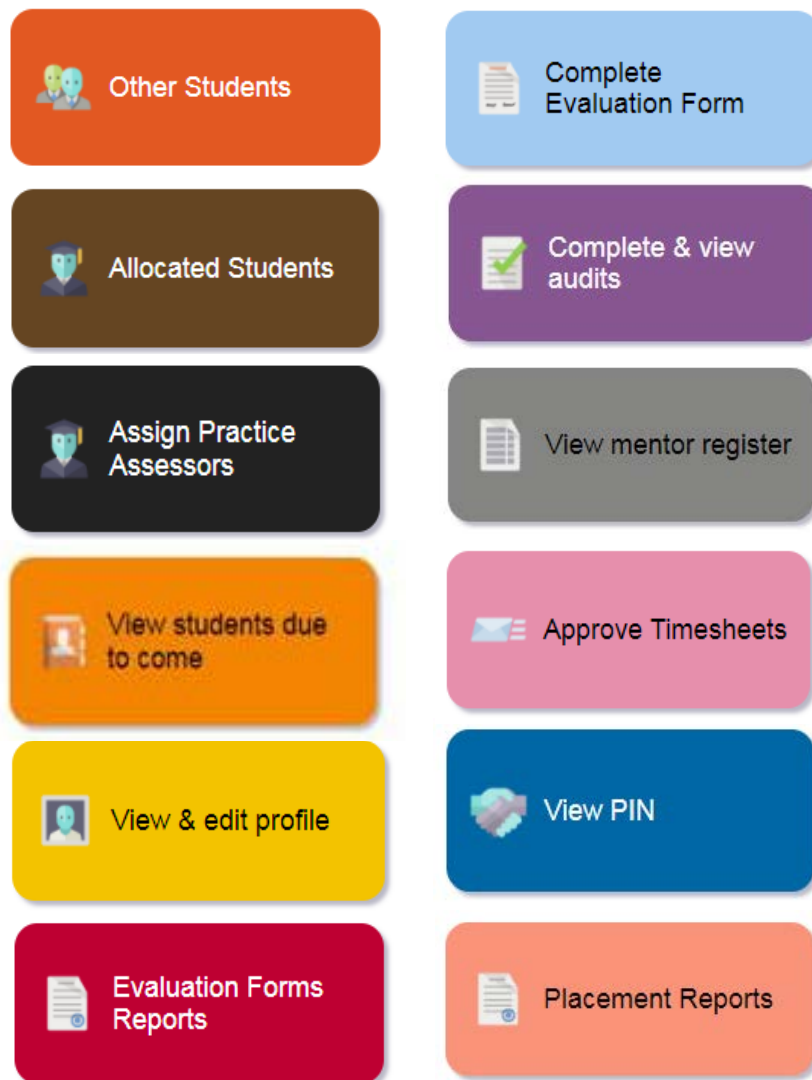 Other Students
Complete
Evaluation Form
Allocated Students
Complete & view
audits
Assign Practice
Assessors
View mentor register
View students due
to come
Approve Timesheets
View & edit profile
View PIN
Evaluation Forms
Reports
Placement Reports